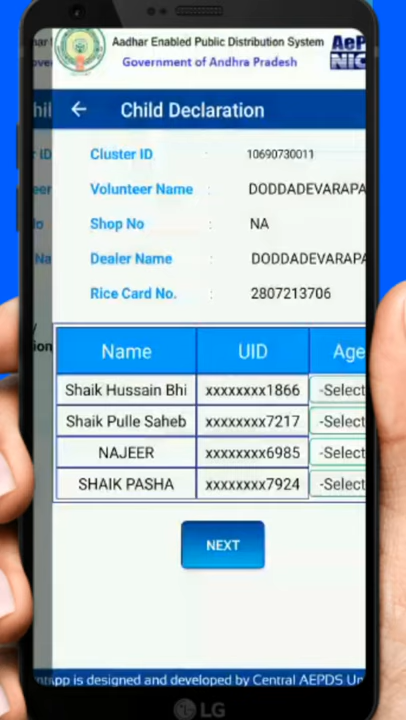 Aadhar Enabled Public Distribution System
AeP
Government of Andhra Pradesh
NIC
Child Declaration
Cluster ID : 10690730011
Volunteer Name : DODDADEVARAPA
Shop No : NA
Dealer Name : DODDADEVARAPA
Rice Card No. : 2807213706
Name UID Age
Shaik Hussain Bhi xxxxxxxx1866 -Select
Shaik Pulle Saheb xxxxxxxx7217 -Select
NAJEER xxxxxxxx6985 -Select
SHAIK PASHA xxxxxxxx7924 -Select
NEXT
App is designed and developed by Central AEPDS
LG